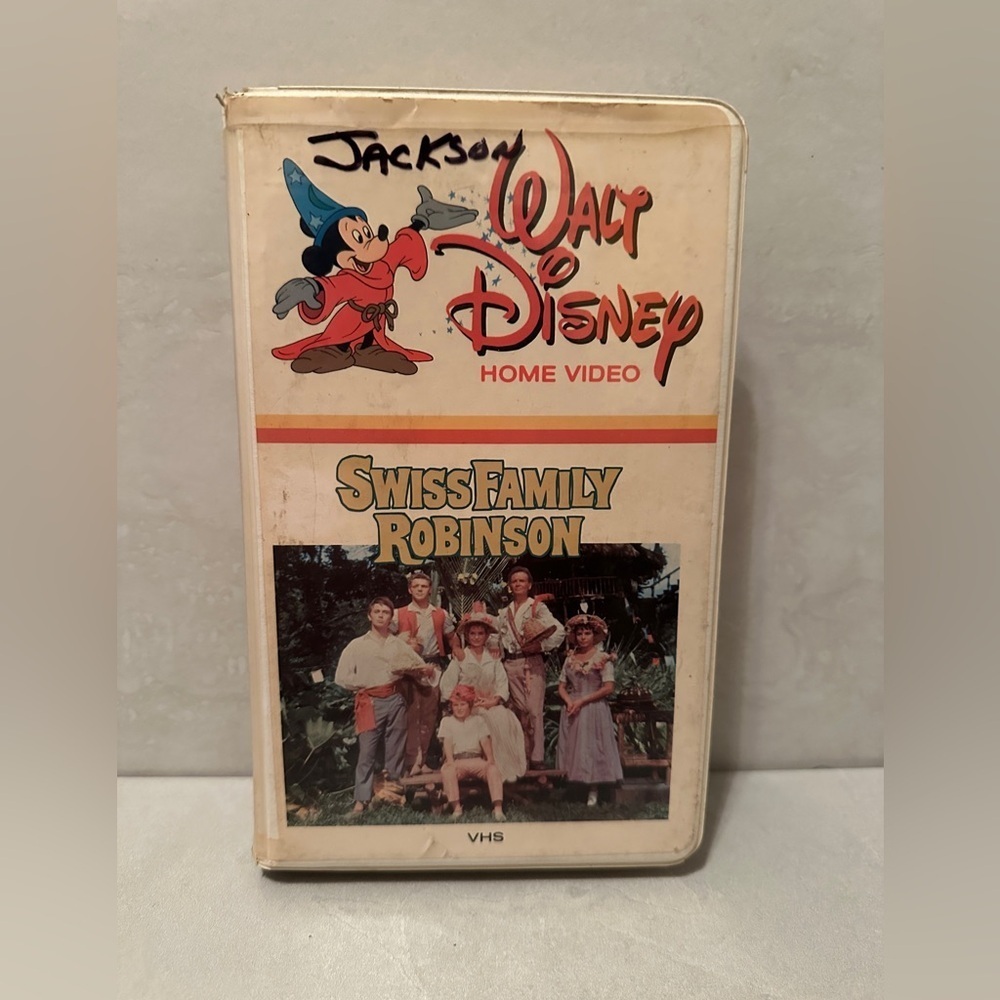 JACKSON
WALT
DISNEY
HOME VIDEO
SWISS FAMILY
ROBINSON
VHS